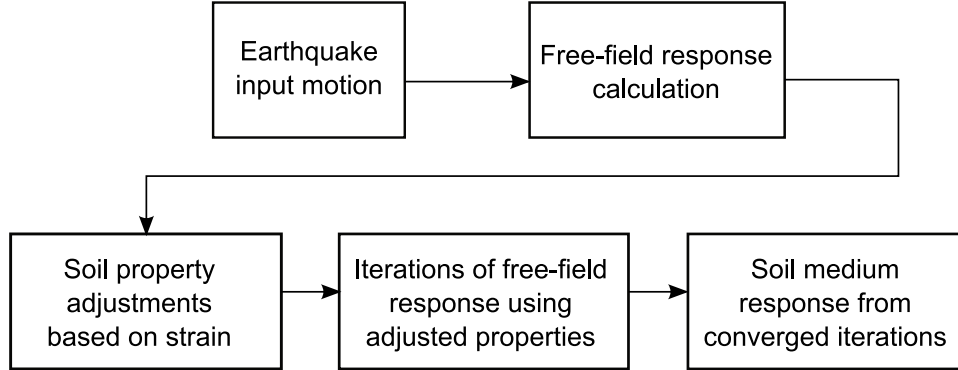 Earthquake
input motion
Free-field response
calculation
Soil property
adjustments
based on strain
Iterations of free-field
response using
adjusted properties
Soil medium
response from
converged iterations